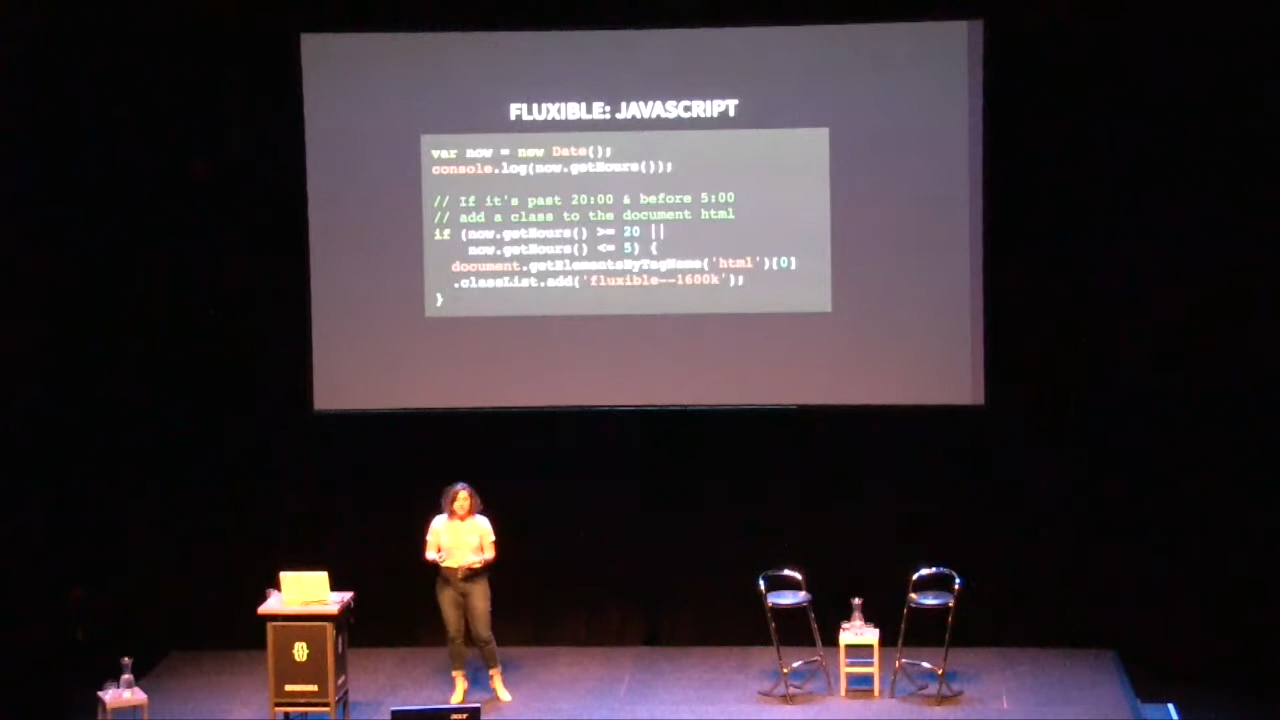 FLUXIBLE: JAVASCRIPT
var now = new Date();
console.log(now.getHours());
// If it's past 20:00 & before 5:00
// add a class to the document html
if (now.getHours() >= 20 ||
now.getHours() <= 5) {
document.getElementsByTagName('html')[0]
.classList.add('fluxible--1600k');
}
{}
acer